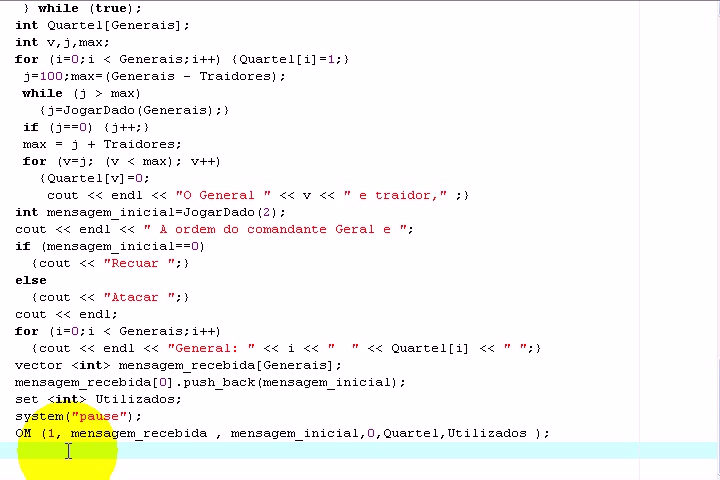 } while (true);
int Quartel[Generais];
int v,j,max;
for (i=0;i < Generais;i++) {Quartel[i]=1;}
j=100;max=(Generais - Traidores);
while (j > max)
{j=JogarDado(Generais);}
if (j==0) {j++;}
max = j + Traidores;
for (v=j; (v < max); v++)
{Quartel[v]=0;
cout << endl << "O General " << v << " e traidor," ;}
int mensagem_inicial=JogarDado(2);
cout << endl << " A ordem do comandante Geral e ";
if (mensagem_inicial==0)
{cout << "Recuar ";}
else
{cout << "Atacar ";}
cout << endl;
for (i=0;i < Generais;i++)
{cout << endl << "General: " << i << "  " << Quartel[i] << " ";}
vector <int> mensagem_recebida[Generais];
mensagem_recebida[0].push_back(mensagem_inicial);
set <int> Utilizados;
system("pause");
OM (1, mensagem_recebida , mensagem_inicial,0,Quartel,Utilizados );